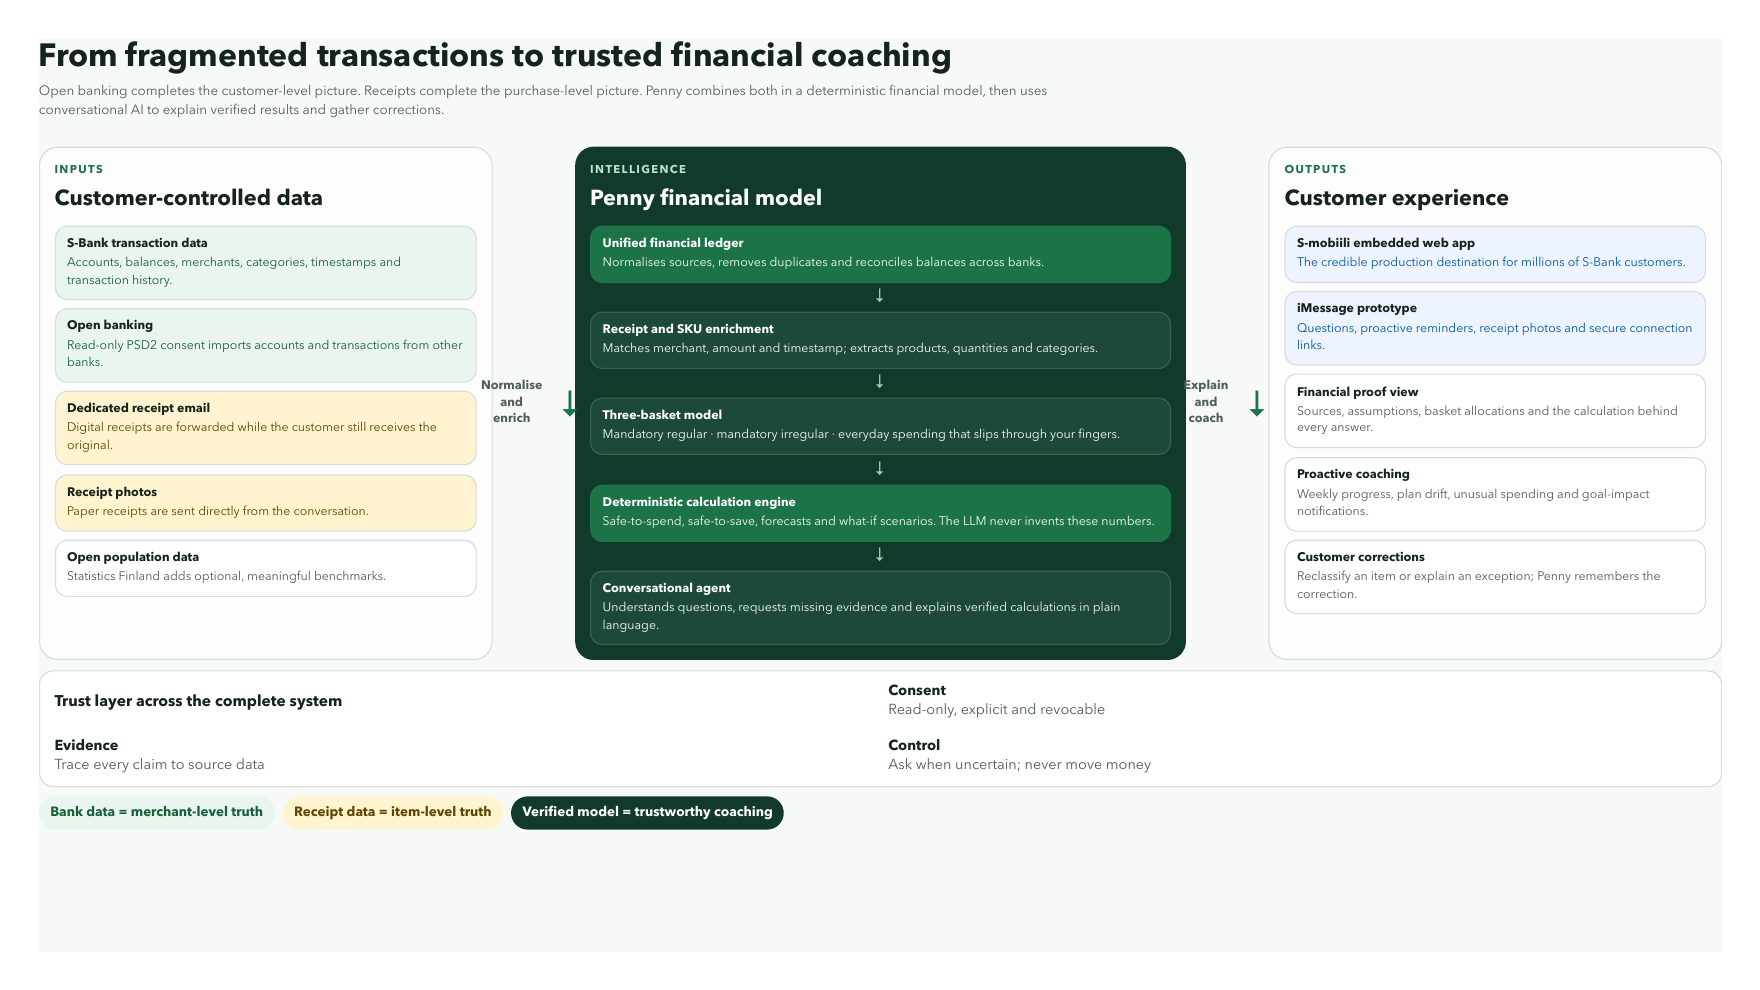 From fragmented transactions to trusted financial coaching
Open banking completes the customer-level picture. Receipts complete the purchase-level picture. Penny combines both in a deterministic financial model, then uses
conversational AI to explain verified results and gather corrections.
INPUTS
Customer-controlled data
S-Bank transaction data
Accounts, balances, merchants, categories, timestamps and
transaction history.
Open banking
Read-only PSD2 consent imports accounts and transactions from other
banks.
Dedicated receipt email
Digital receipts are forwarded while the customer still receives the
original.
Receipt photos
Paper receipts are sent directly from the conversation.
Open population data
Statistics Finland adds optional, meaningful benchmarks.
Normalise
and
enrich
↓
INTELLIGENCE
Penny financial model
Unified financial ledger
Normalises sources, removes duplicates and reconciles balances across banks.
↓
Receipt and SKU enrichment
Matches merchant, amount and timestamp; extracts products, quantities and categories.
↓
Three-basket model
Mandatory regular · mandatory irregular · everyday spending that slips through your fingers.
↓
Deterministic calculation engine
Safe-to-spend, safe-to-save, forecasts and what-if scenarios. The LLM never invents these numbers.
↓
Conversational agent
Understands questions, requests missing evidence and explains verified calculations in plain
language.
Explain
and
coach
↓
OUTPUTS
Customer experience
S-mobiili embedded web app
The credible production destination for millions of S-Bank customers.
iMessage prototype
Questions, proactive reminders, receipt photos and secure connection
links.
Financial proof view
Sources, assumptions, basket allocations and the calculation behind
every answer.
Proactive coaching
Weekly progress, plan drift, unusual spending and goal-impact
notifications.
Customer corrections
Reclassify an item or explain an exception; Penny remembers the
correction.
Trust layer across the complete system
Consent
Read-only, explicit and revocable
Evidence
Trace every claim to source data
Control
Ask when uncertain; never move money
Bank data = merchant-level truth
Receipt data = item-level truth
Verified model = trustworthy coaching